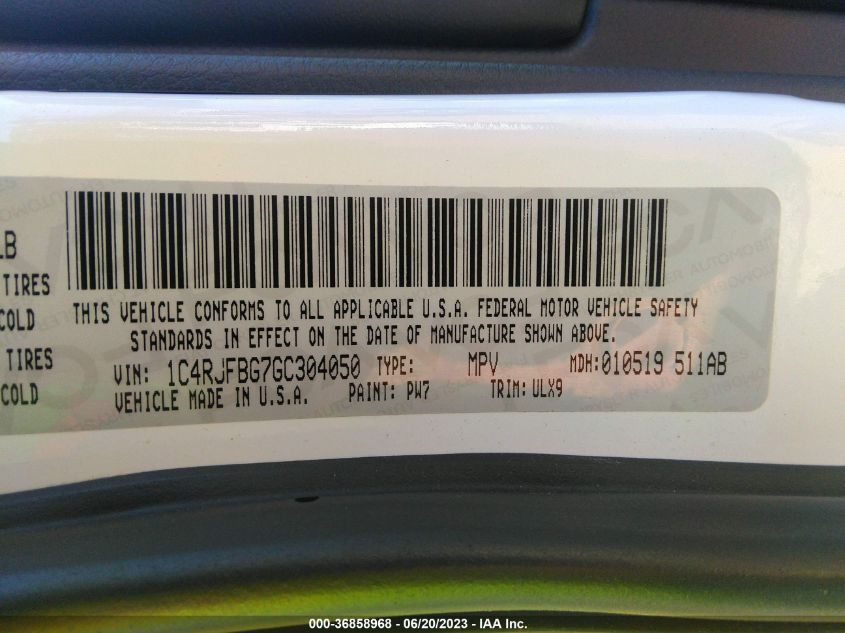 LB
TIRES
COLD
TIRES
COLD
THIS VEHICLE CONFORMS TO ALL APPLICABLE U.S.A. FEDERAL MOTOR VEHICLE SAFETY
STANDARDS IN EFFECT ON THE DATE OF MANUFACTURE SHOWN ABOVE.
VIN: 1C4RJFBG7GC304050 TYPE: MPV MDH:010519 511AB
VEHICLE MADE IN U.S.A. PAINT: PW7 TRIM:ULX9
000-36858968 - 06/20/2023 - IAA Inc.